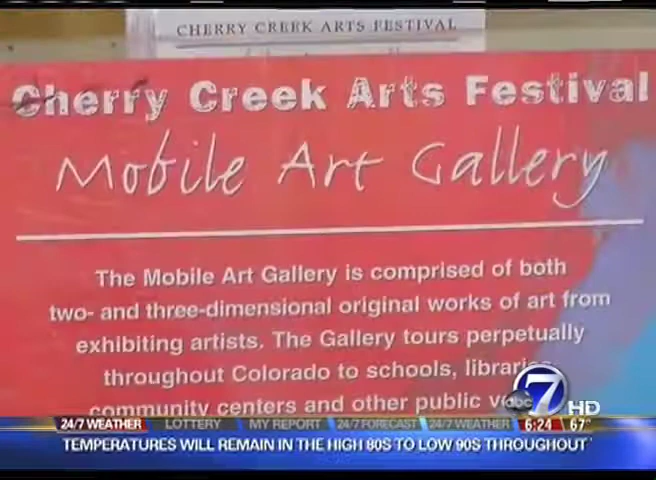 CHERRY CREEK ARTS FESTIVAL
Cherry Creek Arts Festival
Mobile Art Gallery
The Mobile Art Gallery is comprised of both
two- and three-dimensional original works of art from
exhibiting artists. The Gallery tours perpetually
throughout Colorado to schools,
community centers and other public
abc 7 HD
24/7 WEATHER LOTTERY MY REPORT 24/7 FORECAST 24/7 WEATHER 6:24 67°
TEMPERATURES WILL REMAIN IN THE HIGH 80S TO LOW 90S THROUGHOUT